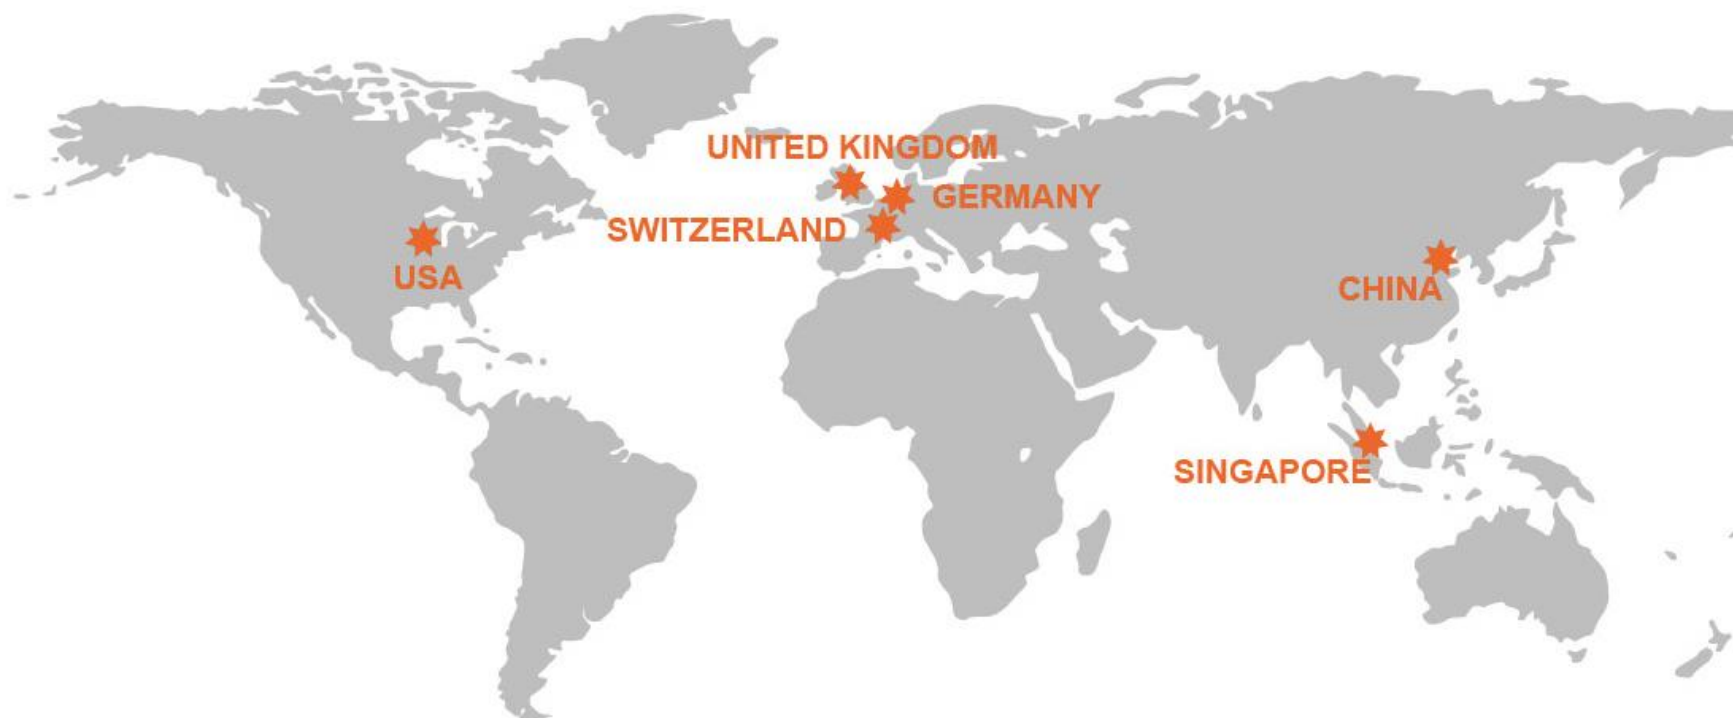 UNITED KINGDOM
GERMANY
SWITZERLAND
USA
CHINA
SINGAPORE